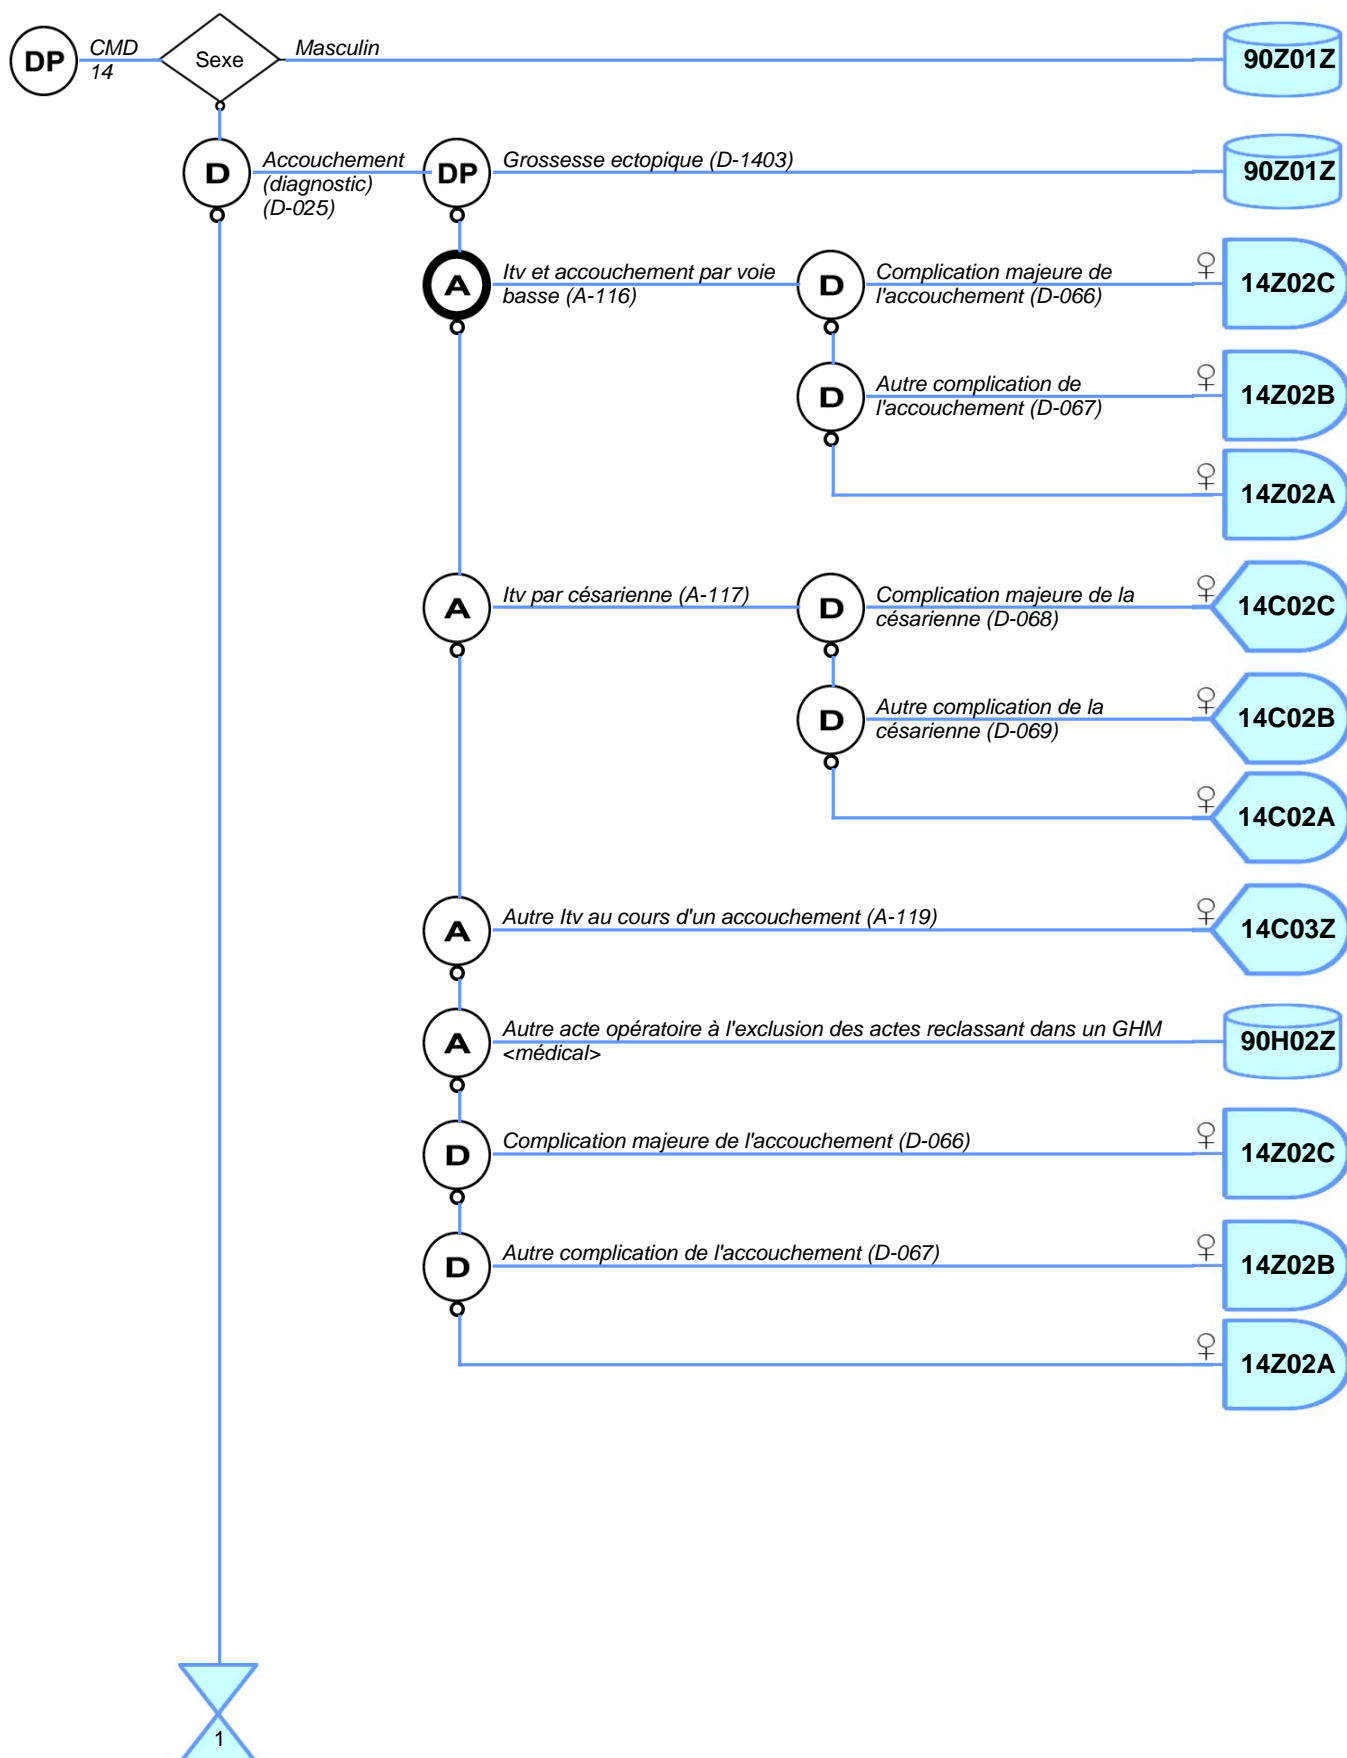 DP
CMD
14
Sexe
Masculin
90Z01Z
D
Accouchement
(diagnostic)
(D-025)
DP
Grossesse ectopique (D-1403)
90Z01Z
A
Itv et accouchement par voie
basse (A-116)
D
Complication majeure de
l'accouchement (D-066)
14Z02C
D
Autre complication de
l'accouchement (D-067)
14Z02B
14Z02A
A
Itv par césarienne (A-117)
D
Complication majeure de la
césarienne (D-068)
14C02C
D
Autre complication de la
césarienne (D-069)
14C02B
14C02A
A
Autre Itv au cours d'un accouchement (A-119)
14C03Z
A
Autre acte opératoire à l'exclusion des actes reclassant dans un GHM
<médical>
90H02Z
D
Complication majeure de l'accouchement (D-066)
14Z02C
D
Autre complication de l'accouchement (D-067)
14Z02B
14Z02A
1